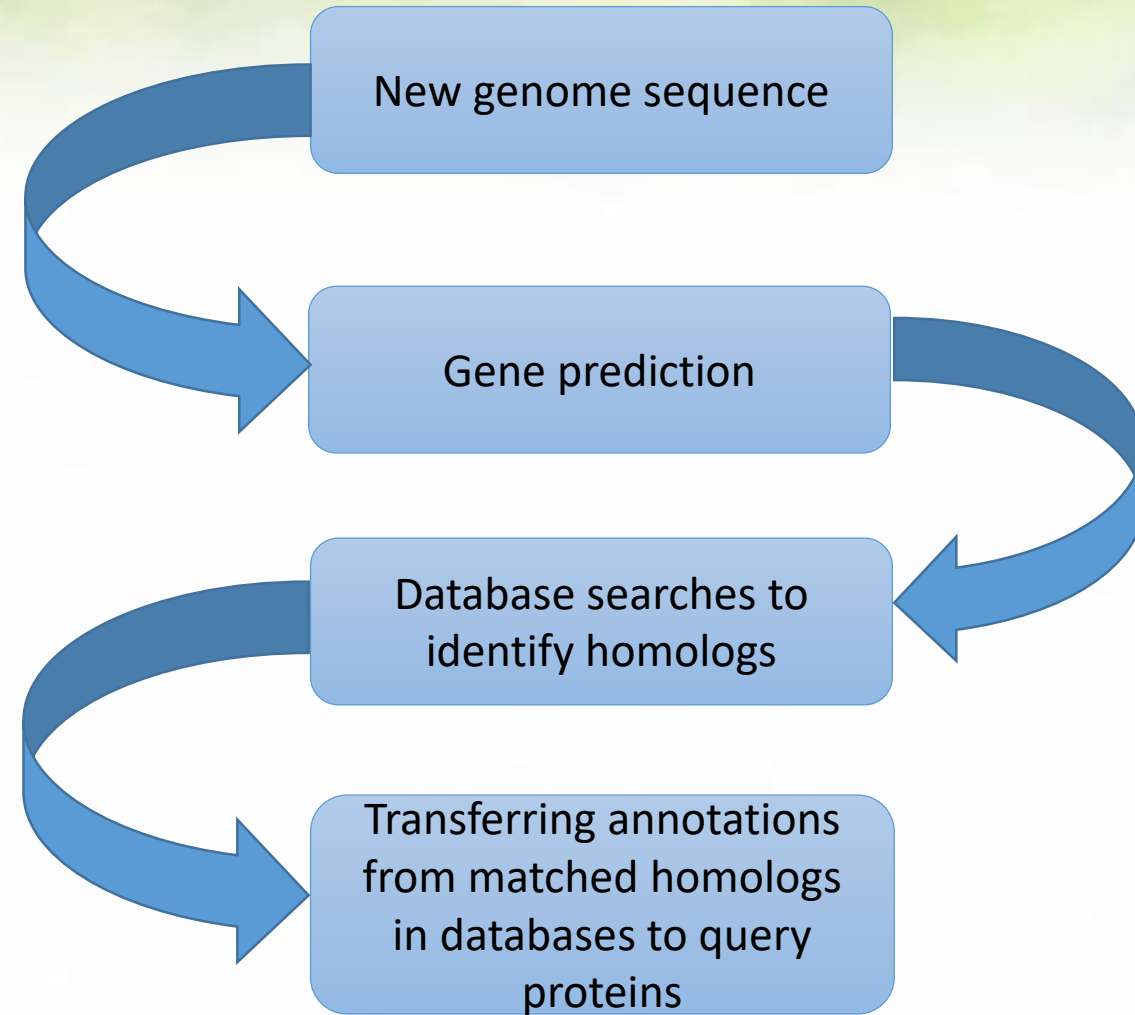 New genome sequence
Gene prediction
Database searches to
identify homologs
Transferring annotations
from matched homologs
in databases to query
proteins